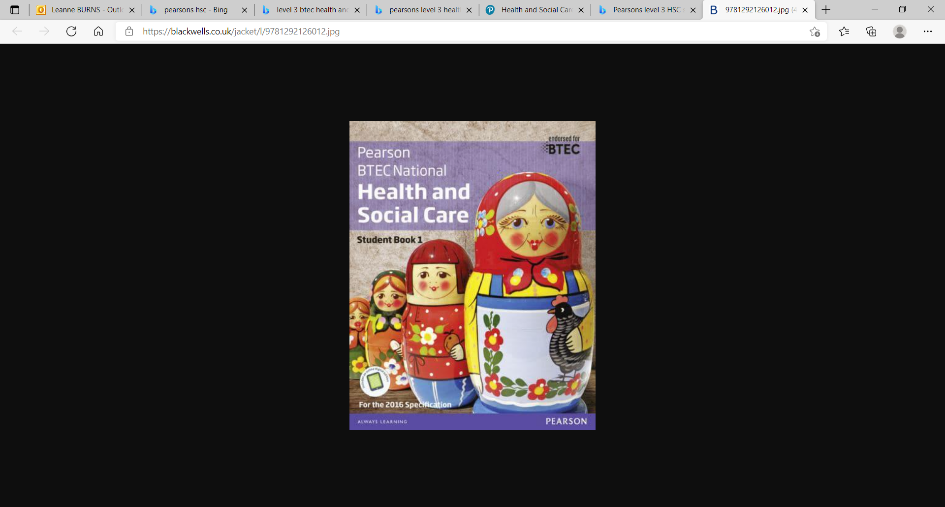 Leanne BURNS - Outl
pearsons hsc - Bing
level 3 btec health and
pearsons level 3 healt
Health and Social Car
Pearsons level 3 HSC
9781292126012.jpg (4
https://blackwells.co.uk/jacket/l/9781292126012.jpg
endorsed for
BTEC
Pearson
BTEC National
Health and
Social Care
Student Book 1
For the 2016 Specification
ALWAYS LEARNING
PEARSON